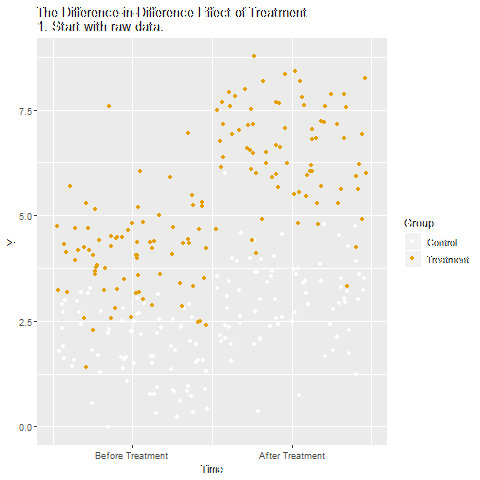 The Difference-in-Difference Effect of Treatment
1. Start with raw data.
7.5
5.0
2.5
0.0
Y
Before Treatment
After Treatment
Time
Group
Control
Treatment